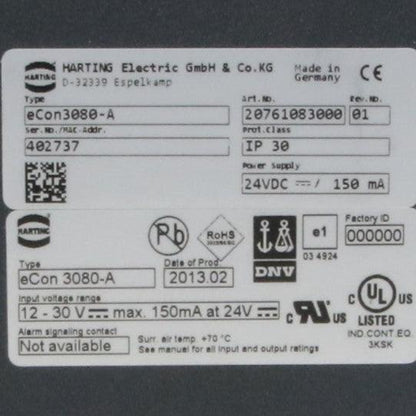 HARTING
HARTING Electric GmbH & Co.KG
D-32339 Espelkamp
Made in
Germany
CE
Type
eCon3080-A
Art.No.
20761083000
rev.no.
01
Ser.No./MAC-Addr.
402737
Prot.Class
IP 30
Power Supply
24VDC ⎓ / 150 mA
HARTING
Pb
RoHS
DNV
e1
03 4924
Factory ID
000000
Type
eCon 3080-A
Date of Prod.
2013.02
Input voltage range
12 - 30 V ⎓ max. 150mA at 24V ⎓
Alarm signaling contact
Not available
Surr. air temp. +70 °C
See manual for all input and output ratings
c RU US
c UL US
LISTED
IND.CONT.EQ.
3KSK